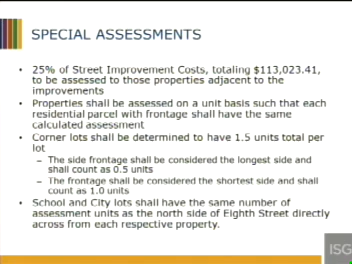 SPECIAL ASSESSMENTS
• 25% of Street Improvement Costs, totaling $113,023.41,
to be assessed to those properties adjacent to the
improvements
• Properties shall be assessed on a unit basis such that each
residential parcel with frontage shall have the same
calculated assessment
• Corner lots shall be determined to have 1.5 units total per
lot
– The side frontage shall be considered the longest side and
shall count as 0.5 units
– The frontage shall be considered the shortest side and shall
count as 1.0 units
• School and City lots shall have the same number of
assessment units as the north side of Eighth Street directly
across from each respective property.
ISG